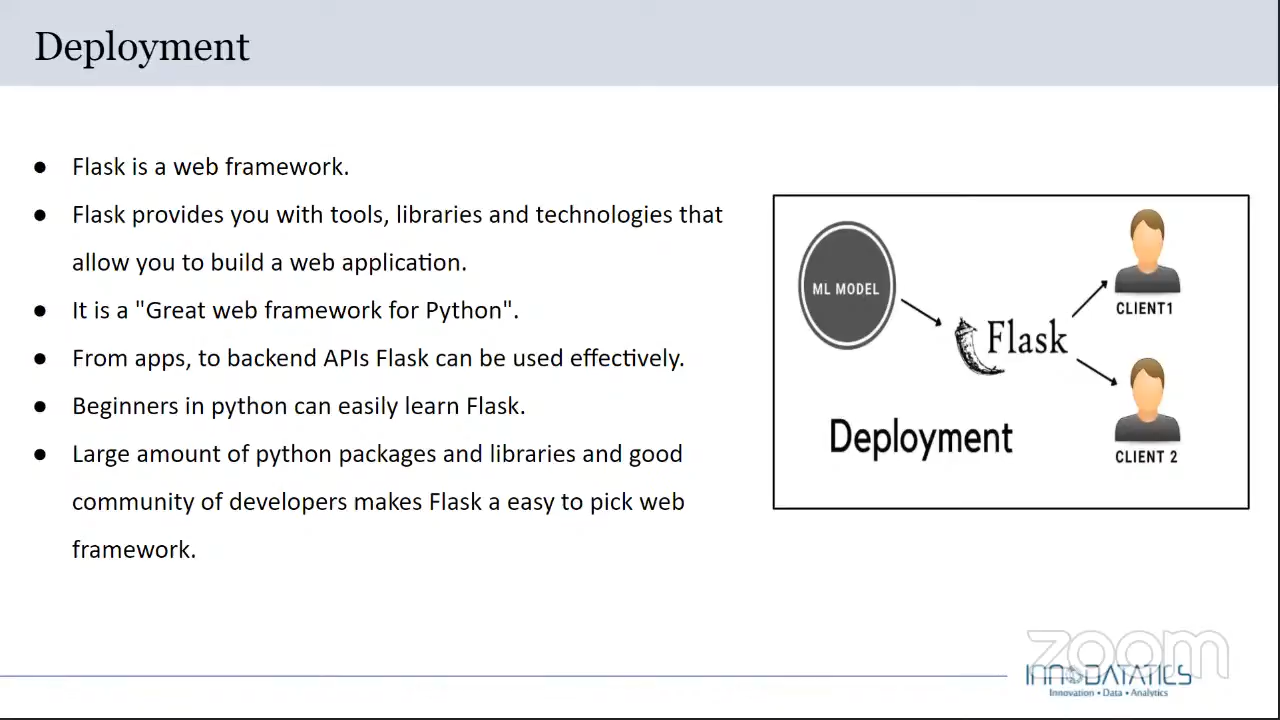 Deployment
● Flask is a web framework.
● Flask provides you with tools, libraries and technologies that
allow you to build a web application.
● It is a "Great web framework for Python".
● From apps, to backend APIs Flask can be used effectively.
● Beginners in python can easily learn Flask.
● Large amount of python packages and libraries and good
community of developers makes Flask a easy to pick web
framework.
ML MODEL
Flask
CLIENT1
Deployment
CLIENT 2
zoom
INNODATATICS
Innovation • Data • Analytics